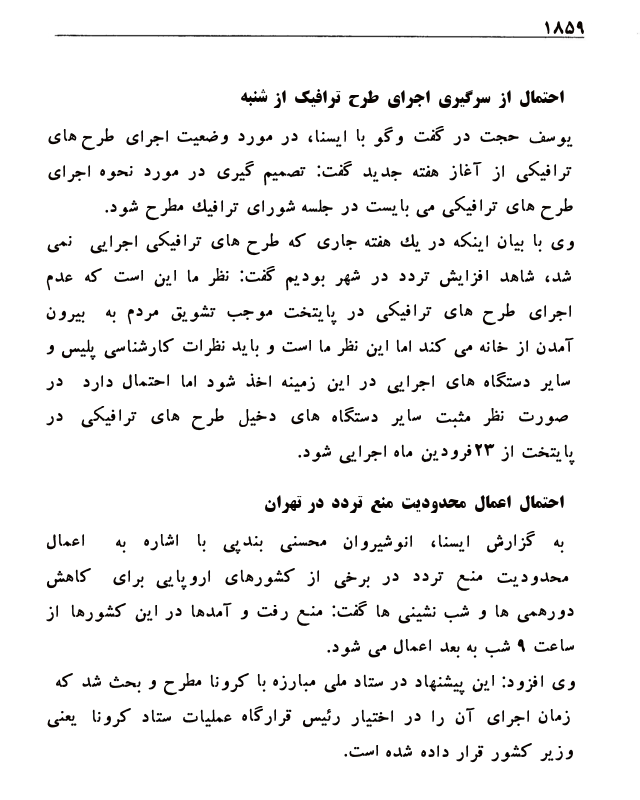 ۱۸۵۹
احتمال از سرگیری اجرای طرح ترافیک از شنبه
یوسف حجت در گفت وگو با ایسنا، در مورد وضعیت اجرای طرح های
ترافیکی از آغاز هفته جدید گفت: تصمیم گیری در مورد نحوه اجرای
طرح های ترافیکی می بایست در جلسه شورای ترافیك مطرح شود.
وی با بیان اینکه در یك هفته جاری که طرح های ترافیکی اجرایی نمی
شد، شاهد افزایش تردد در شهر بودیم گفت: نظر ما این است که عدم
اجرای طرح های ترافیکی در پایتخت موجب تشویق مردم به بیرون
آمدن از خانه می کند اما این نظر ما است و باید نظرات کارشناسی پلیس و
سایر دستگاه های اجرایی در این زمینه اخذ شود اما احتمال دارد در
صورت نظر مثبت سایر دستگاه های دخیل طرح های ترافیکی در
پایتخت از ۲۳فرودین ماه اجرایی شود.
احتمال اعمال محدودیت منع تردد در تهران
به گزارش ایسنا، انوشیروان محسنی بندپی با اشاره به اعمال
محدودیت منع تردد در برخی از کشورهای اروپایی برای کاهش
دورهمی ها و شب نشینی ها گفت: منع رفت و آمدها در این کشورها از
ساعت ۹ شب به بعد اعمال می شود.
وی افزود: این پیشنهاد در ستاد ملی مبارزه با کرونا مطرح و بحث شد که
زمان اجرای آن را در اختیار رئیس قرارگاه عملیات ستاد کرونا یعنی
وزیر کشور قرار داده شده است.